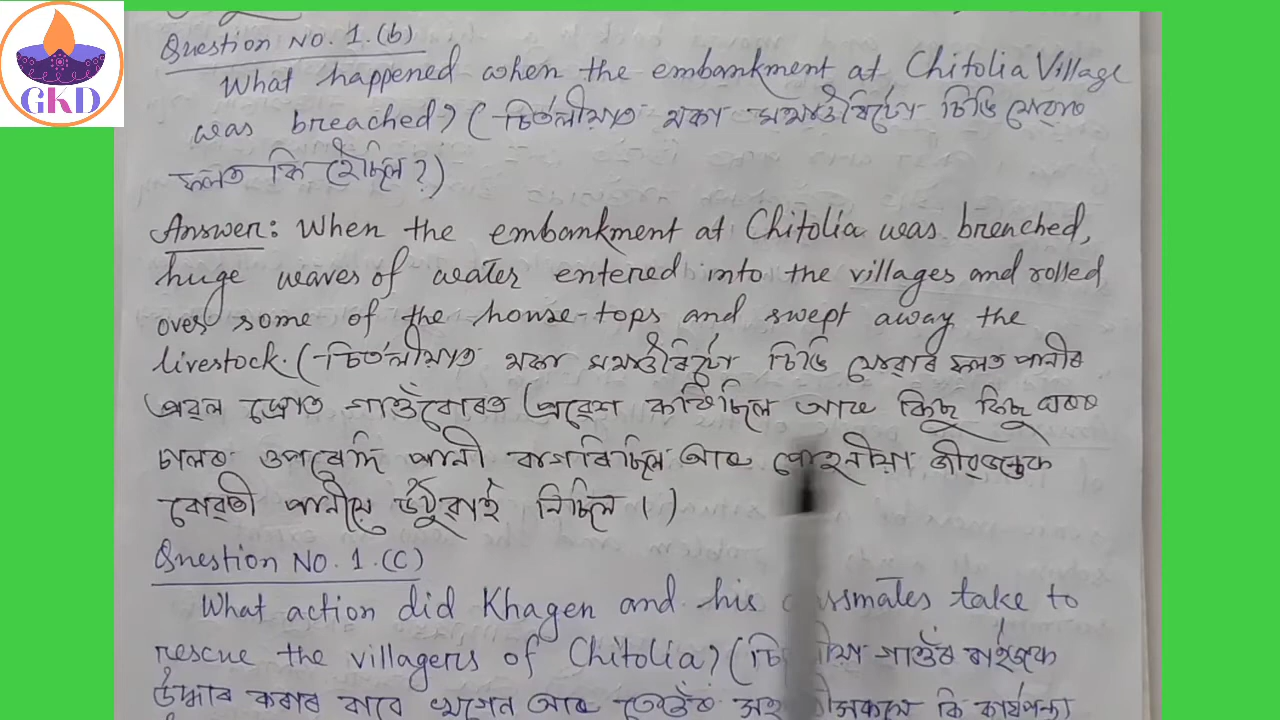 GKD
Question No. 1.(b)
What happened when the embankment at Chitolia Village
was breached? (চিতলীয়াত থকা মথাউৰিটো চিঙি যোৱাৰ
ফলত কি হৈছিল?)
Answer: When the embankment at Chitolia was breached,
huge waves of water entered into the villages and rolled
over some of the house-tops and swept away the
livestock. (চিতলীয়াত থকা মথাউৰিটো চিঙি যোৱাৰ ফলত পানীৰ
প্ৰবল স্ৰোত গাওঁবোৰত প্ৰবেশ কৰিছিল আৰু কিছু কিছু ঘৰৰ
চালৰ ওপৰেদি পানী বাগৰিছিল আৰু পোহনীয়া জীৱজন্তুক
বোৱতী পানীয়ে উটুৱাই নিছিল।)
Question No. 1.(C)
What action did Khagen and his take to
rescue the villagers of Chitolia? গাওঁৰ ৰাইজক
উদ্ধাৰ কৰাৰ বাবে খগেন আৰু তেওঁৰ কি কাৰ্যপন্থা